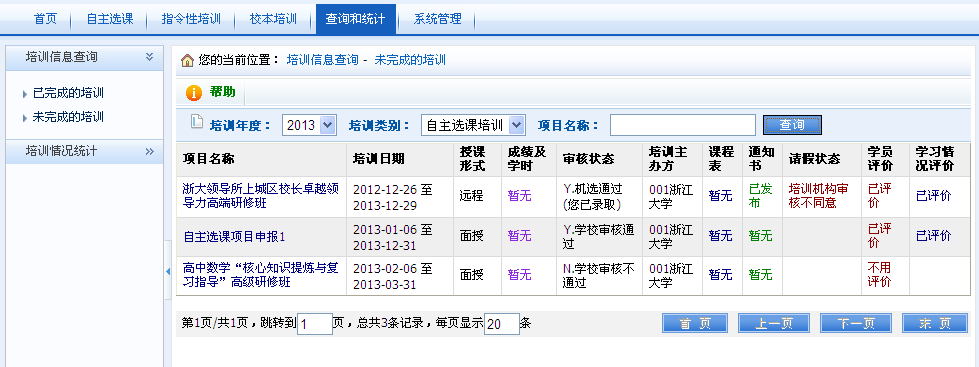 首页 自主选课 指令性培训 校本培训 查询和统计 系统管理
培训信息查询
已完成的培训
未完成的培训
培训情况统计
您的当前位置： 培训信息查询 - 未完成的培训
帮助
培训年度： 2013 培训类别： 自主选课培训 项目名称： 查询
项目名称 培训日期 授课形式 成绩及学时 审核状态 培训主办方 课程表 通知书 请假状态 学员评价 学习情况评价
浙大领导所上城区校长卓越领导力高端研修班 2012-12-26 至 2013-12-29 远程 暂无 Y.机选通过(您已录取) 001浙江大学 暂无 已发布 培训机构审核不同意 已评价 已评价
自主选课项目申报1 2013-01-06 至 2013-12-31 面授 暂无 Y.学校审核通过 001浙江大学 暂无 暂无 已评价 已评价
高中数学“核心知识提炼与复习指导”高级研修班 2013-02-06 至 2013-03-31 面授 暂无 N.学校审核不通过 001浙江大学 暂无 暂无 不用评价
第1页/共1页，跳转到 1 页，总共3条记录，每页显示 20 条 首 页 上一页 下一页 末 页